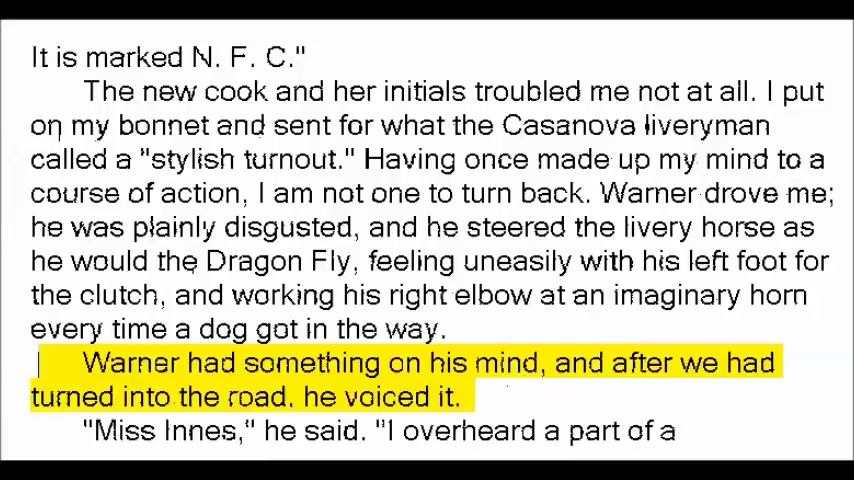 It is marked N. F. C."
The new cook and her initials troubled me not at all. I put
on my bonnet and sent for what the Casanova liveryman
called a "stylish turnout." Having once made up my mind to a
course of action, I am not one to turn back. Warner drove me;
he was plainly disgusted, and he steered the livery horse as
he would the Dragon Fly, feeling uneasily with his left foot for
the clutch, and working his right elbow at an imaginary horn
every time a dog got in the way.
Warner had something on his mind, and after we had
turned into the road, he voiced it.
"Miss Innes," he said. "I overheard a part of a